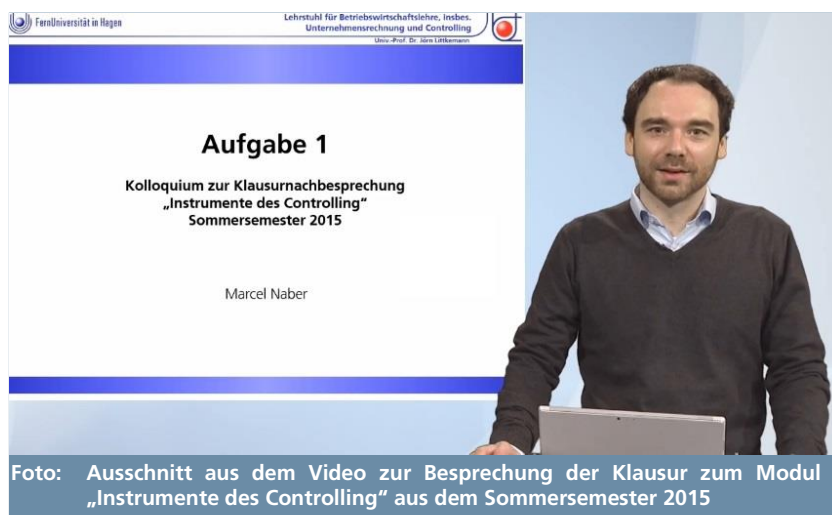 FernUniversität in Hagen
Lehrstuhl für Betriebswirtschaftslehre, insbes.
Unternehmensrechnung und Controlling
Univ.-Prof. Dr. Jörn Littkemann
Aufgabe 1
Kolloquium zur Klausurnachbesprechung
„Instrumente des Controlling“
Sommersemester 2015
Marcel Naber
Foto: Ausschnitt aus dem Video zur Besprechung der Klausur zum Modul
„Instrumente des Controlling“ aus dem Sommersemester 2015